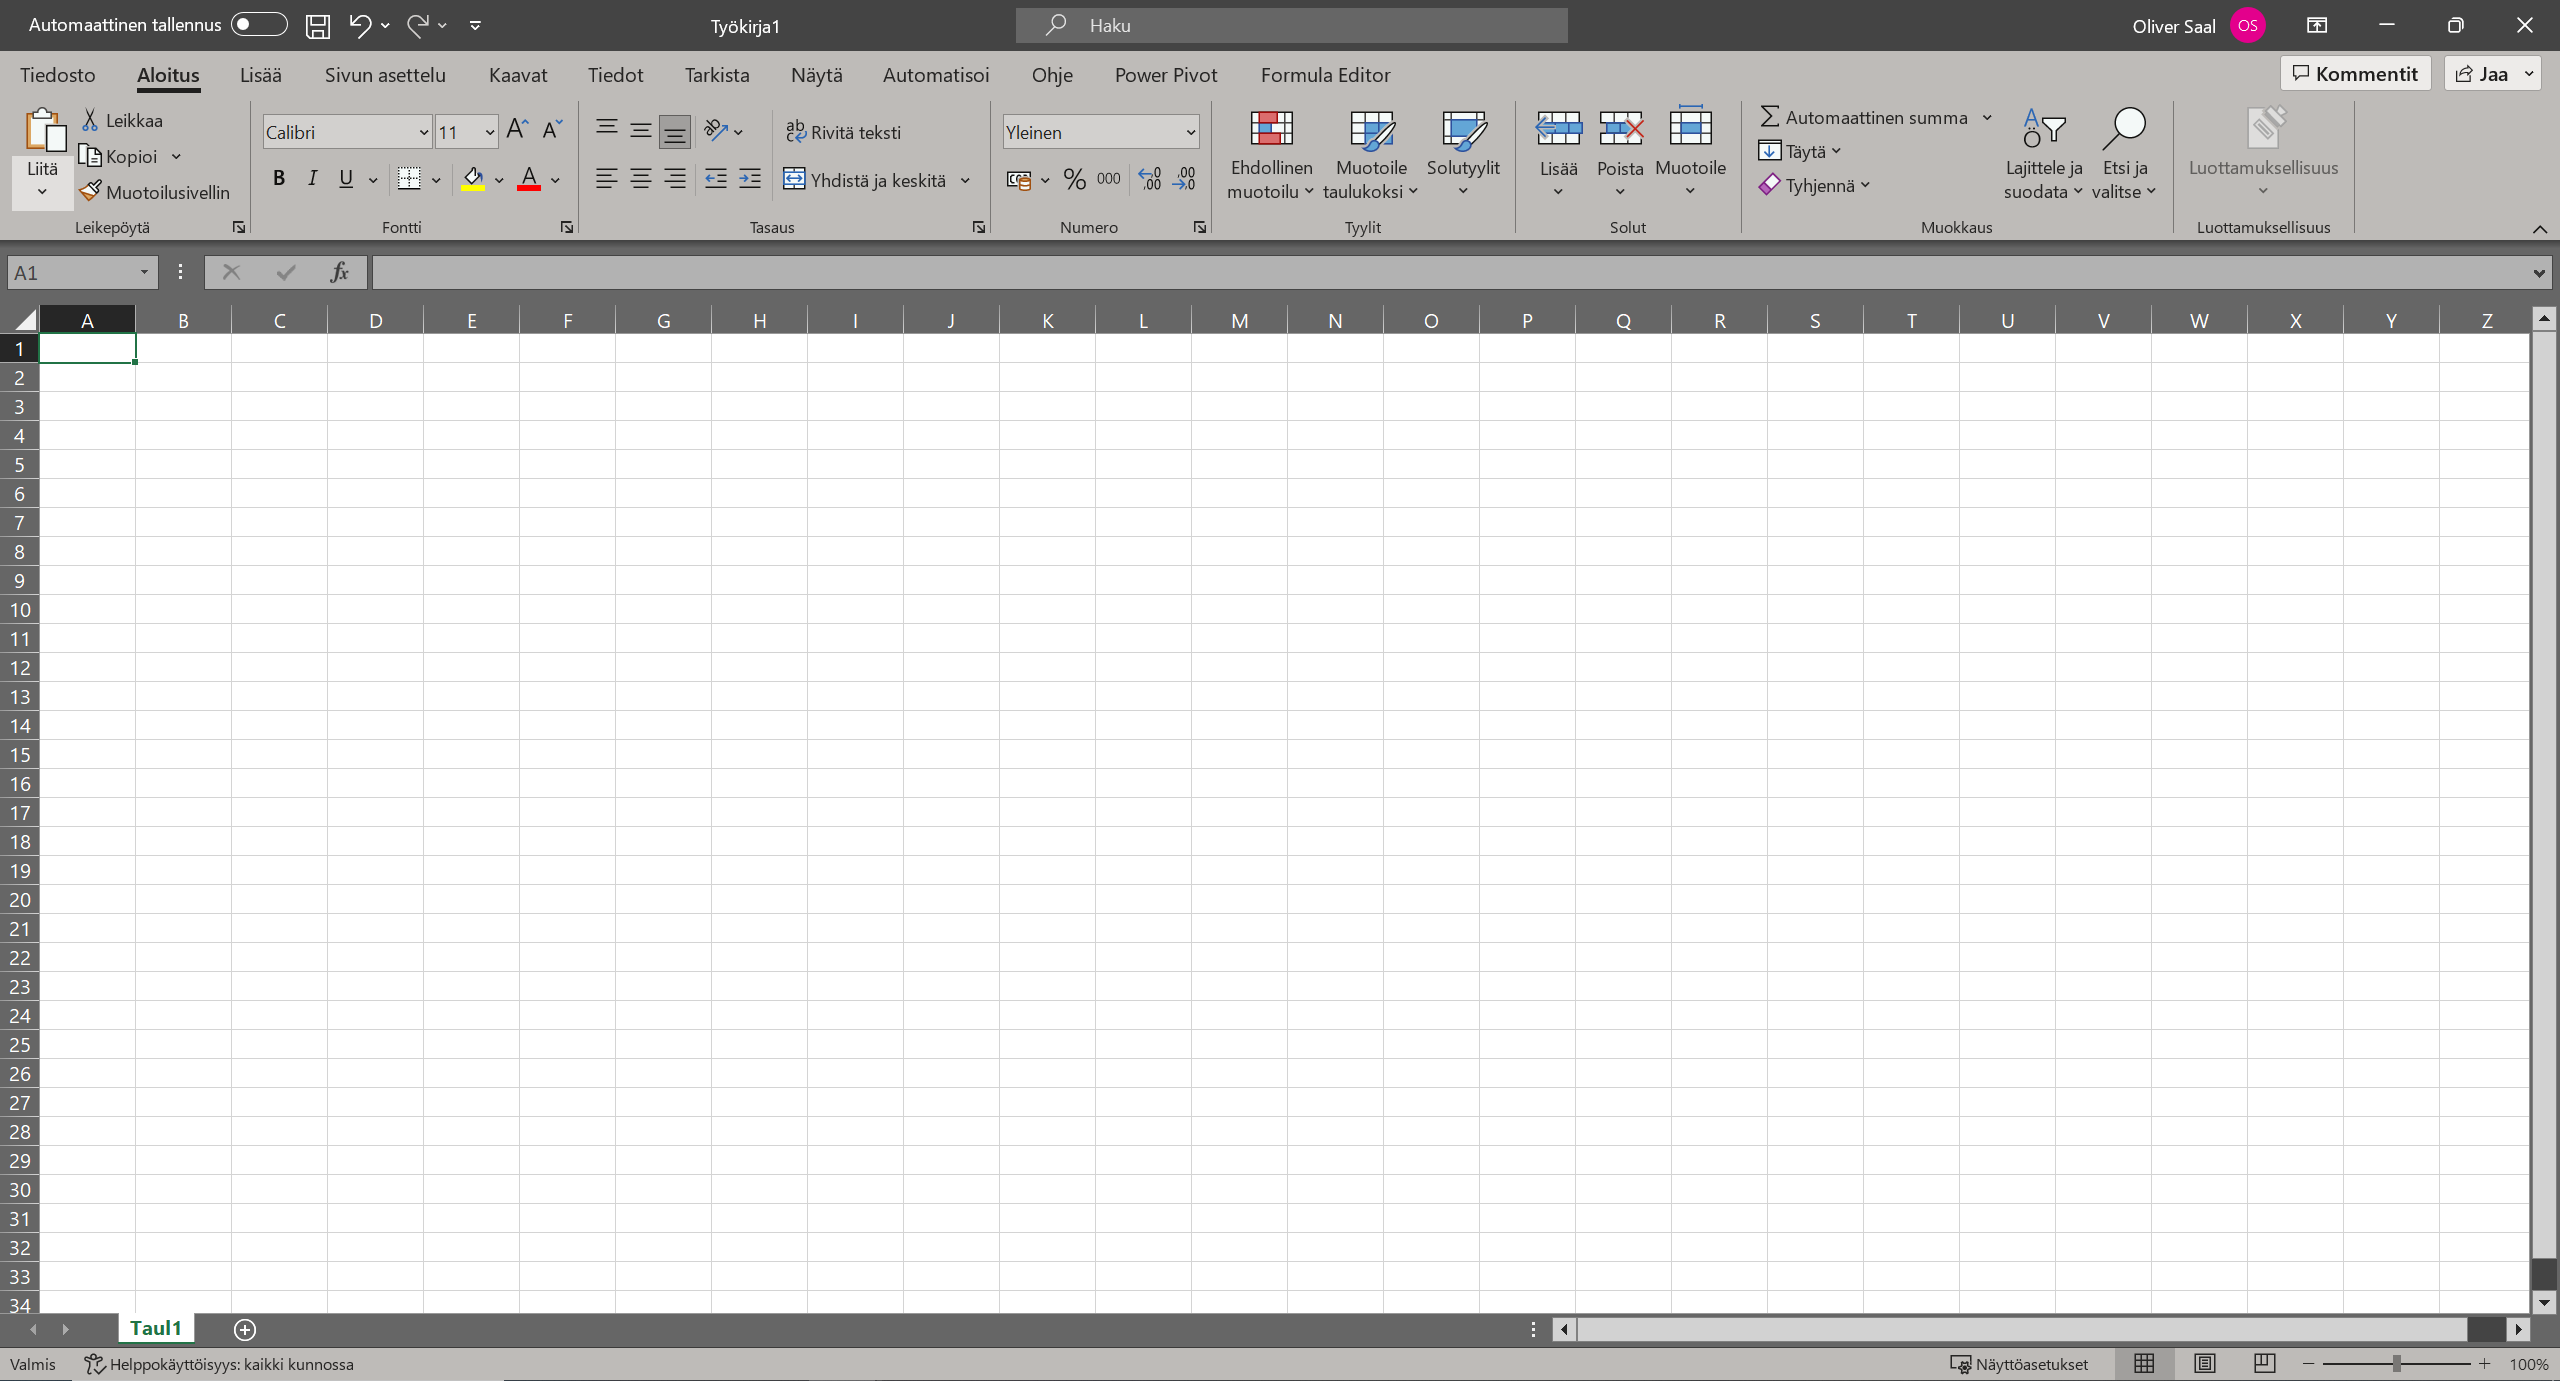 Automaattinen tallennus Työkirja1 Haku Oliver Saal OS
Tiedosto Aloitus Lisää Sivun asettelu Kaavat Tiedot Tarkista Näytä Automatisoi Ohje Power Pivot Formula Editor Kommentit Jaa
Liitä
Leikkaa
Kopioi
Muotoilusivellin
Leikepöytä
Calibri 11
B I U A
Fontti
Rivitä teksti
Yhdistä ja keskitä
Tasaus
Yleinen
% 000 ,00 ,00
Numero
Ehdollinen
muotoilu
Muotoile
taulukoksi
Solutyylit
Tyylit
Lisää
Poista
Muotoile
Solut
Automaattinen summa
Täytä
Tyhjennä
Lajittele ja
suodata
Etsi ja
valitse
Muokkaus
Luottamuksellisuus
Luottamuksellisuus
A1 fx
A B C D E F G H I J K L M N O P Q R S T U V W X Y Z
1
2
3
4
5
6
7
8
9
10
11
12
13
14
15
16
17
18
19
20
21
22
23
24
25
26
27
28
29
30
31
32
33
34
Taul1
Valmis Helppokäyttöisyys: kaikki kunnossa Näyttöasetukset 100%